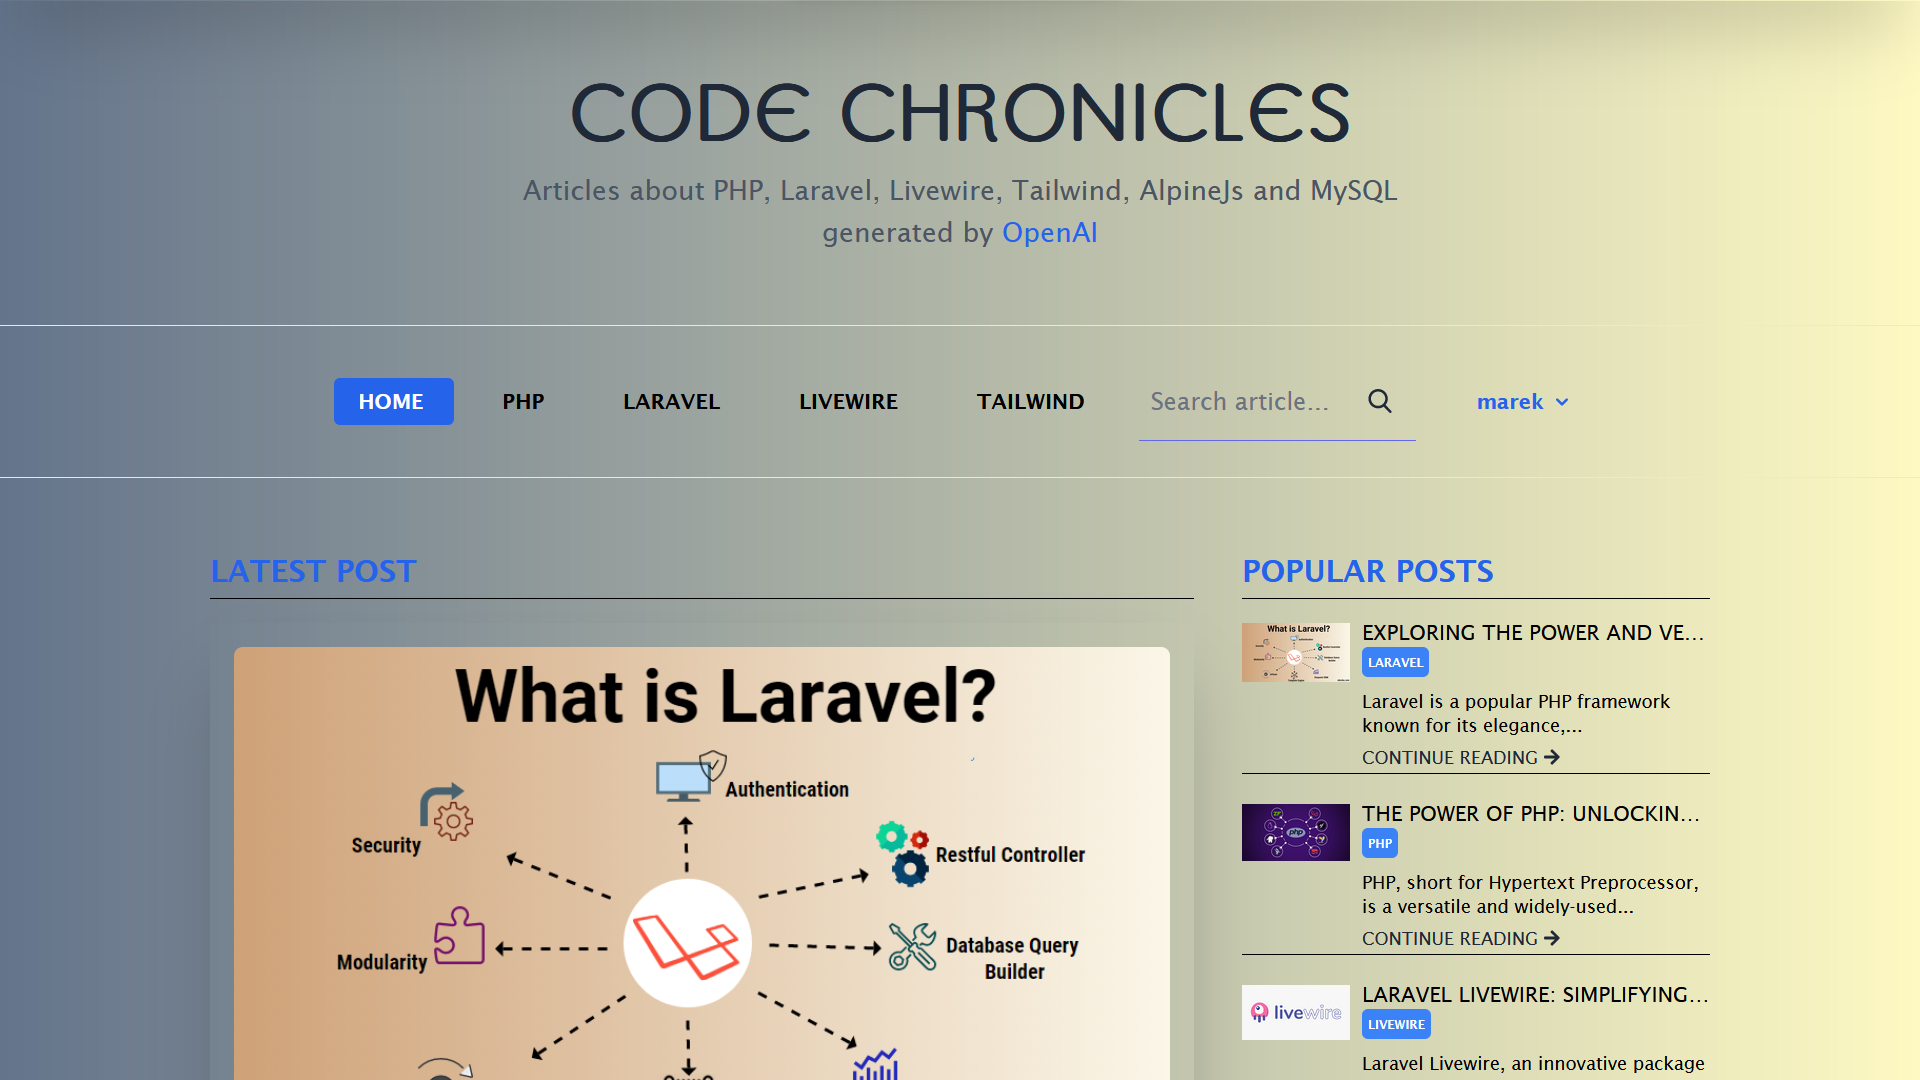 CODE CHRONICLES
Articles about PHP, Laravel, Livewire, Tailwind, AlpineJs and MySQL
generated by OpenAI
HOME
PHP
LARAVEL
LIVEWIRE
TAILWIND
Search article...
marek
LATEST POST
What is Laravel?
Authentication
Security
Restful Controller
Modularity
Database Query
Builder
POPULAR POSTS
What is Laravel?
EXPLORING THE POWER AND VE...
LARAVEL
Laravel is a popular PHP framework
known for its elegance,...
CONTINUE READING
php
THE POWER OF PHP: UNLOCKIN...
PHP
PHP, short for Hypertext Preprocessor,
is a versatile and widely-used...
CONTINUE READING
livewire
LARAVEL LIVEWIRE: SIMPLIFYING...
LIVEWIRE
Laravel Livewire, an innovative package